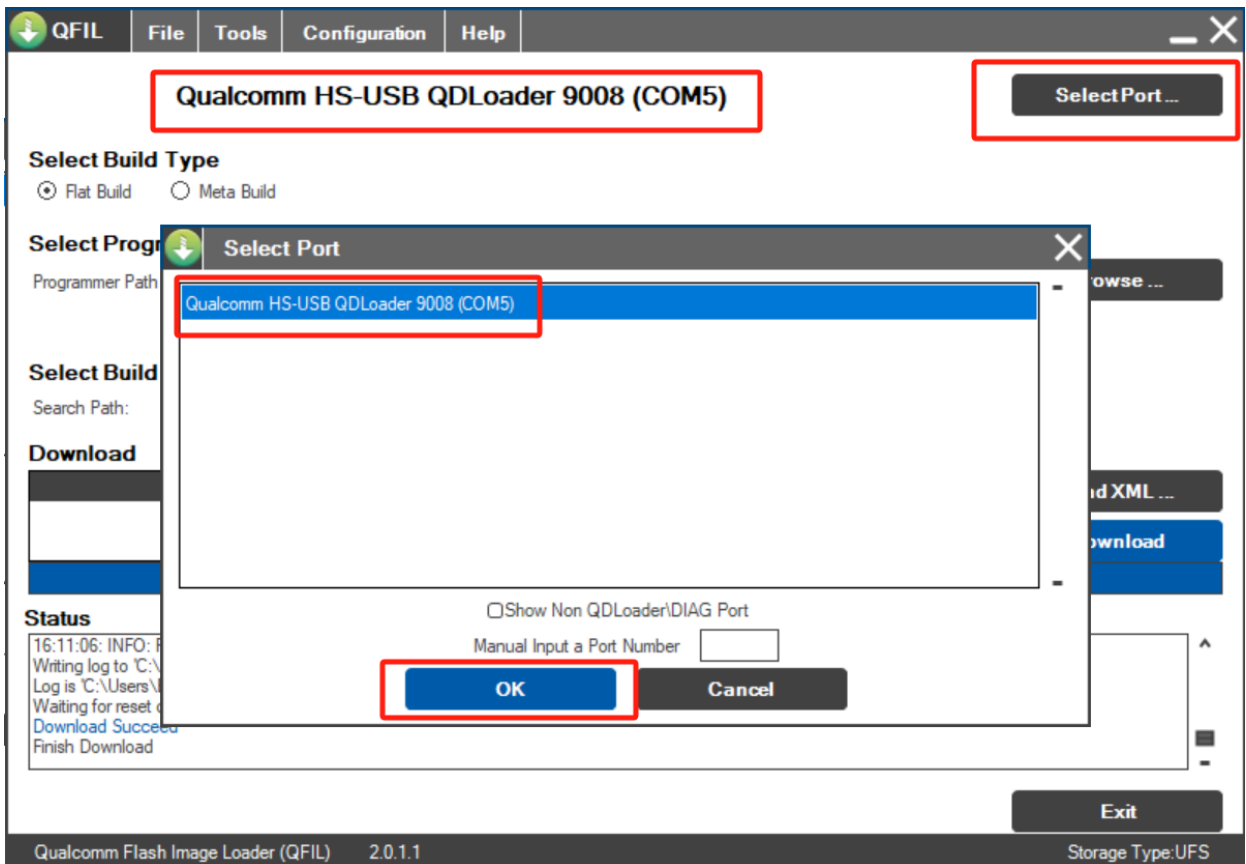 QFIL File Tools Configuration Help
Qualcomm HS-USB QDLoader 9008 (COM5)
Select Port ...
Select Build Type
Flat Build Meta Build
Select Progr
Programmer Path
owse ...
Select Port
Qualcomm HS-USB QDLoader 9008 (COM5)
Select Build
Search Path:
Download
d XML ...
ownload
Show Non QDLoader\DIAG Port
Manual Input a Port Number
OK Cancel
Status
16:11:06: INFO:
Writing log to 'C:\
Log is 'C:\Users\
Waiting for reset
Download Succeed
Finish Download
Exit
Qualcomm Flash Image Loader (QFIL) 2.0.1.1
Storage Type:UFS